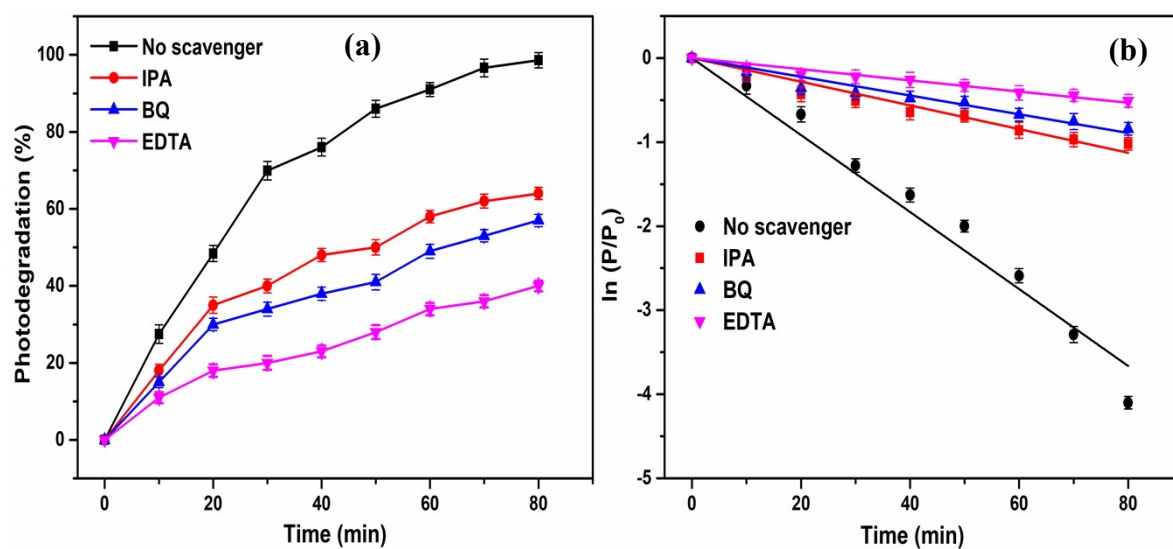 (a)
No scavenger
IPA
BQ
EDTA
Photodegradation (%)
100
80
60
40
20
0
0 20 40 60 80
Time (min)
(b)
ln (P/P₀)
0
-1
-2
-3
-4
-5
No scavenger
IPA
BQ
EDTA
0 20 40 60 80
Time (min)